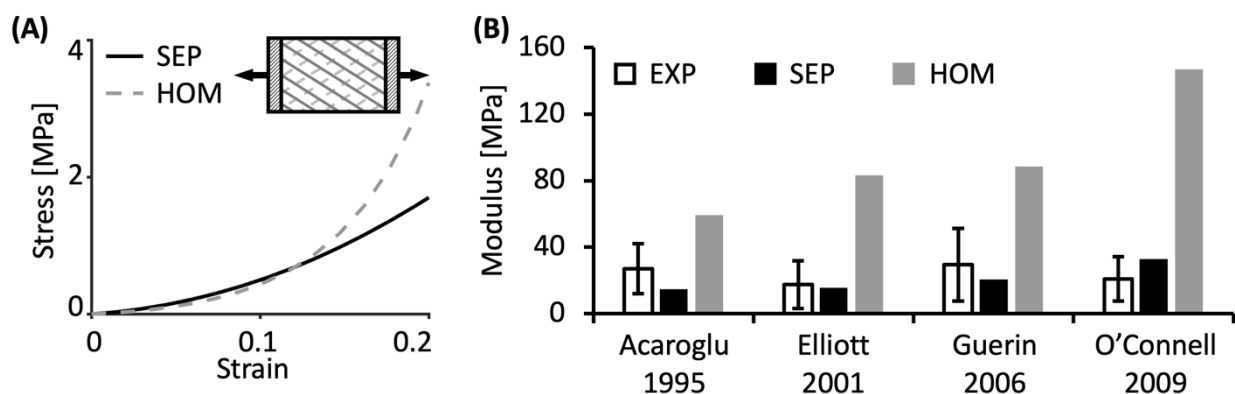 (A)
4
2
0
Stress [MPa]
SEP
HOM
0
0.1
0.2
Strain
(B)
160
120
80
40
0
Modulus [MPa]
EXP
SEP
HOM
Acaroglu
1995
Elliott
2001
Guerin
2006
O’Connell
2009